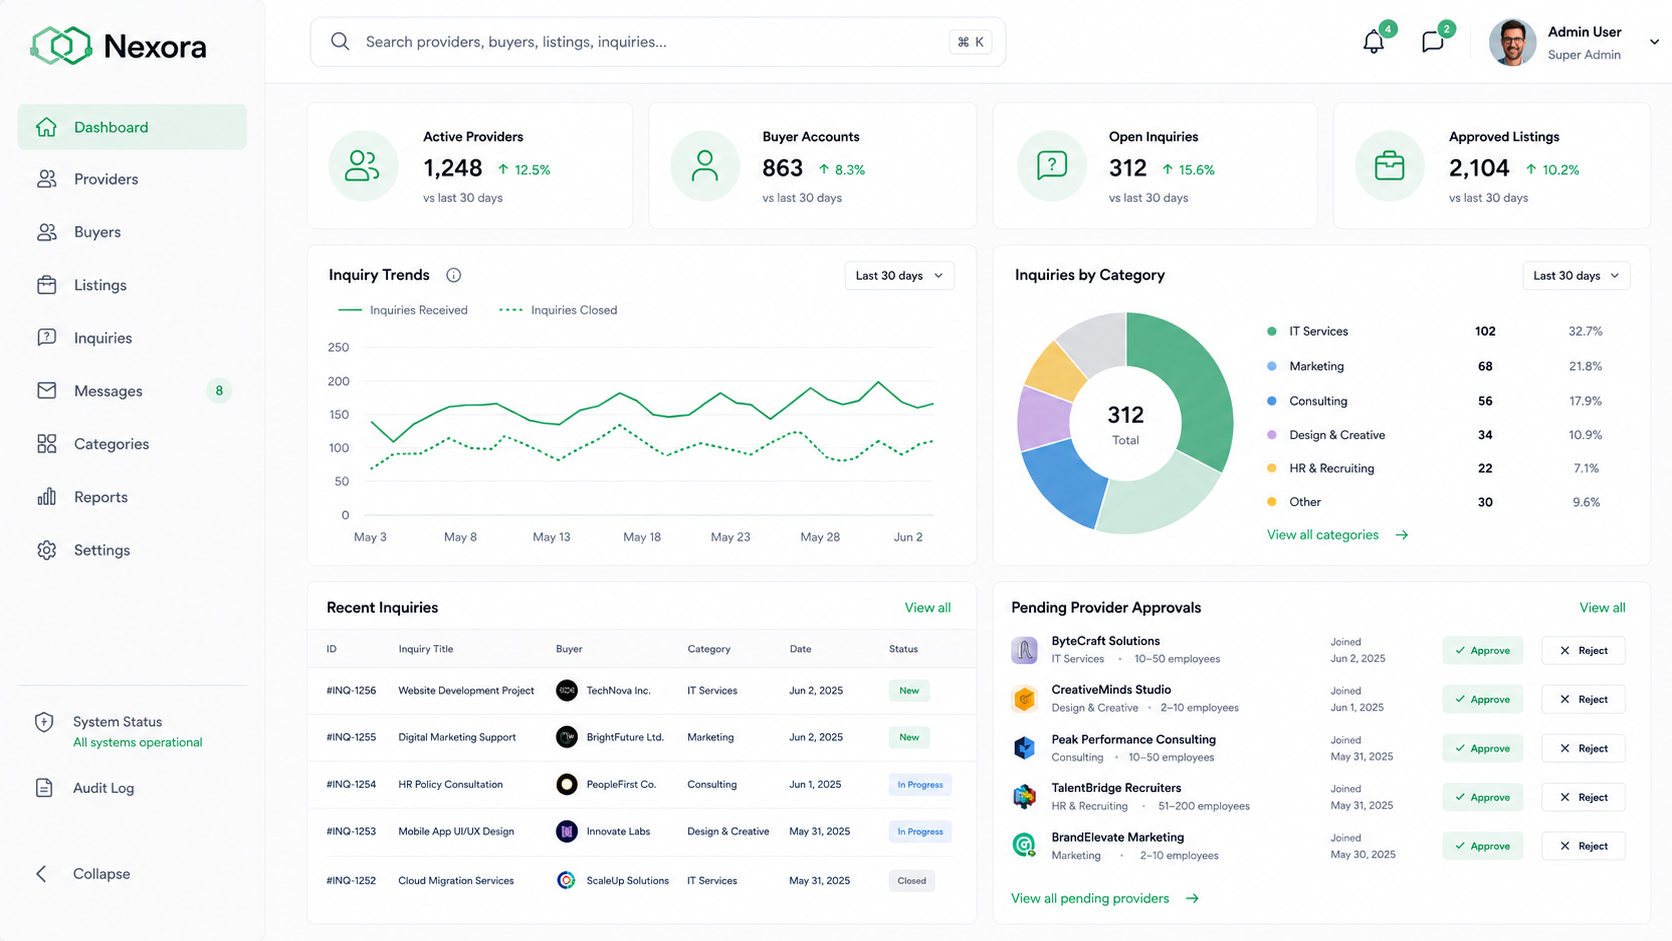 Nexora
Search providers, buyers, listings, inquiries...
⌘ K
4
2
Admin User
Super Admin
Dashboard
Providers
Buyers
Listings
Inquiries
Messages 8
Categories
Reports
Settings
System Status
All systems operational
Audit Log
Collapse
Active Providers
1,248 ↑ 12.5%
vs last 30 days
Buyer Accounts
863 ↑ 8.3%
vs last 30 days
Open Inquiries
312 ↑ 15.6%
vs last 30 days
Approved Listings
2,104 ↑ 10.2%
vs last 30 days
Inquiry Trends
Last 30 days
Inquiries Received Inquiries Closed
250
200
150
100
50
0
May 3 May 8 May 13 May 18 May 23 May 28 Jun 2
Inquiries by Category
Last 30 days
312
Total
IT Services 102 32.7%
Marketing 68 21.8%
Consulting 56 17.9%
Design & Creative 34 10.9%
HR & Recruiting 22 7.1%
Other 30 9.6%
View all categories →
Recent Inquiries View all
ID Inquiry Title Buyer Category Date Status
#INQ-1256 Website Development Project TechNova Inc. IT Services Jun 2, 2025 New
#INQ-1255 Digital Marketing Support BrightFuture Ltd. Marketing Jun 2, 2025 New
#INQ-1254 HR Policy Consultation PeopleFirst Co. Consulting Jun 1, 2025 In Progress
#INQ-1253 Mobile App UI/UX Design Innovate Labs Design & Creative May 31, 2025 In Progress
#INQ-1252 Cloud Migration Services ScaleUp Solutions IT Services May 31, 2025 Closed
Pending Provider Approvals View all
ByteCraft Solutions
IT Services • 10–50 employees
Joined
Jun 2, 2025
Approve Reject
CreativeMinds Studio
Design & Creative • 2–10 employees
Joined
Jun 1, 2025
Approve Reject
Peak Performance Consulting
Consulting • 10–50 employees
Joined
May 31, 2025
Approve Reject
TalentBridge Recruiters
HR & Recruiting • 51–200 employees
Joined
May 31, 2025
Approve Reject
BrandElevate Marketing
Marketing • 2–10 employees
Joined
May 30, 2025
Approve Reject
View all pending providers →